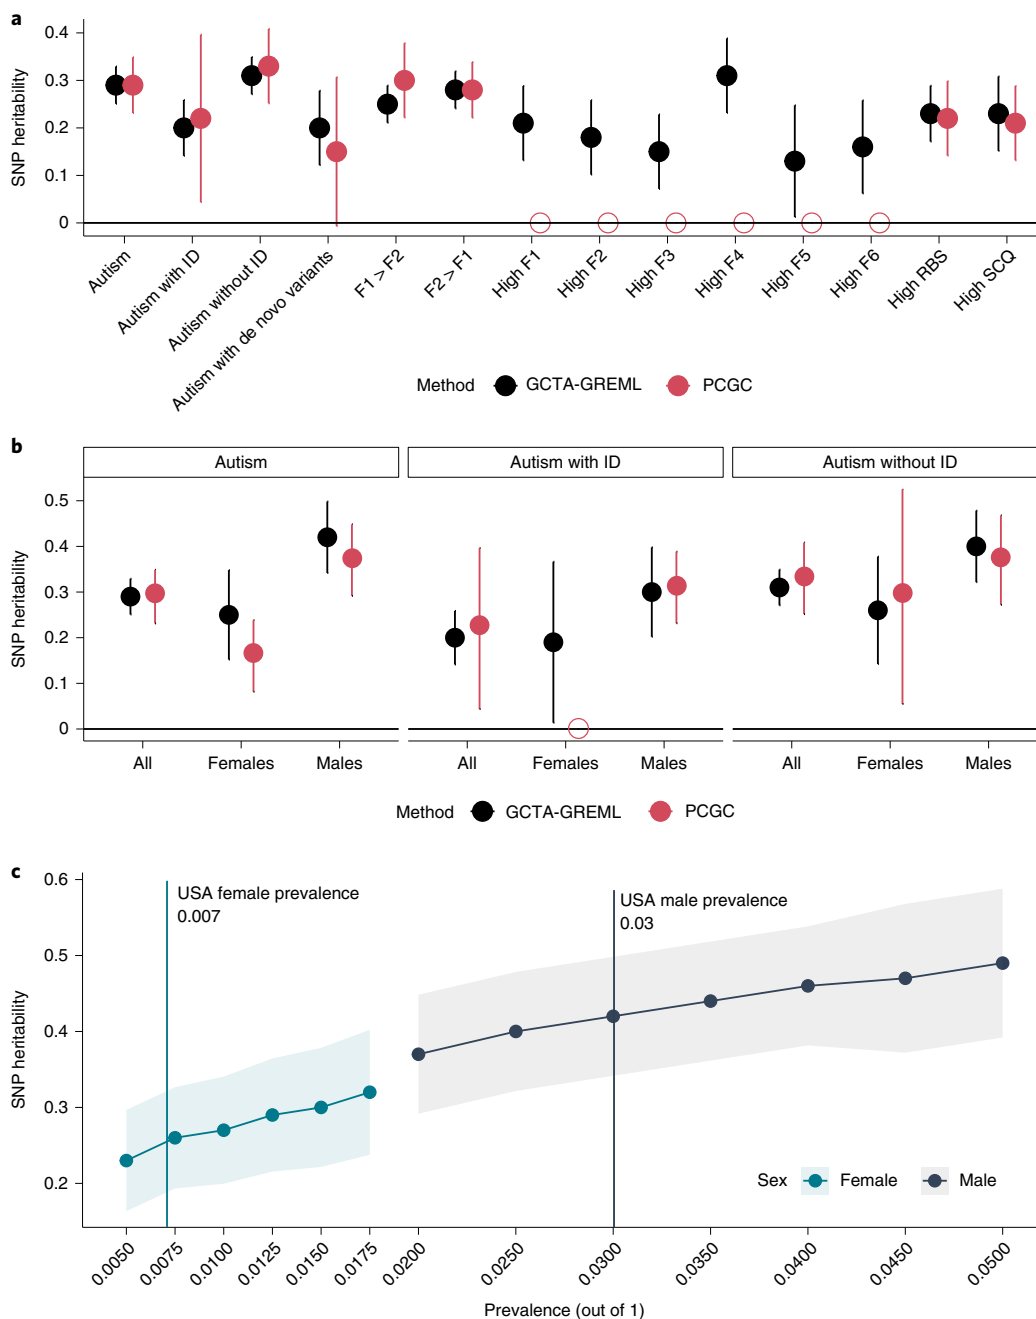 a
SNP heritability
0.4
0.3
0.2
0.1
0
Autism
Autism with ID
Autism without ID
Autism with de novo variants
F1 > F2
F2 > F1
High F1
High F2
High F3
High F4
High F5
High F6
High RBS
High SCQ
Method GCTA-GREML PCGC
b
Autism Autism with ID Autism without ID
SNP heritability
0.5
0.4
0.3
0.2
0.1
0
All Females Males All Females Males All Females Males
Method GCTA-GREML PCGC
c
SNP heritability
0.6
0.5
0.4
0.3
0.2
USA female prevalence
0.007
USA male prevalence
0.03
Sex Female Male
0.0050
0.0075
0.0100
0.0125
0.0150
0.0175
0.0200
0.0250
0.0300
0.0350
0.0400
0.0450
0.0500
Prevalence (out of 1)